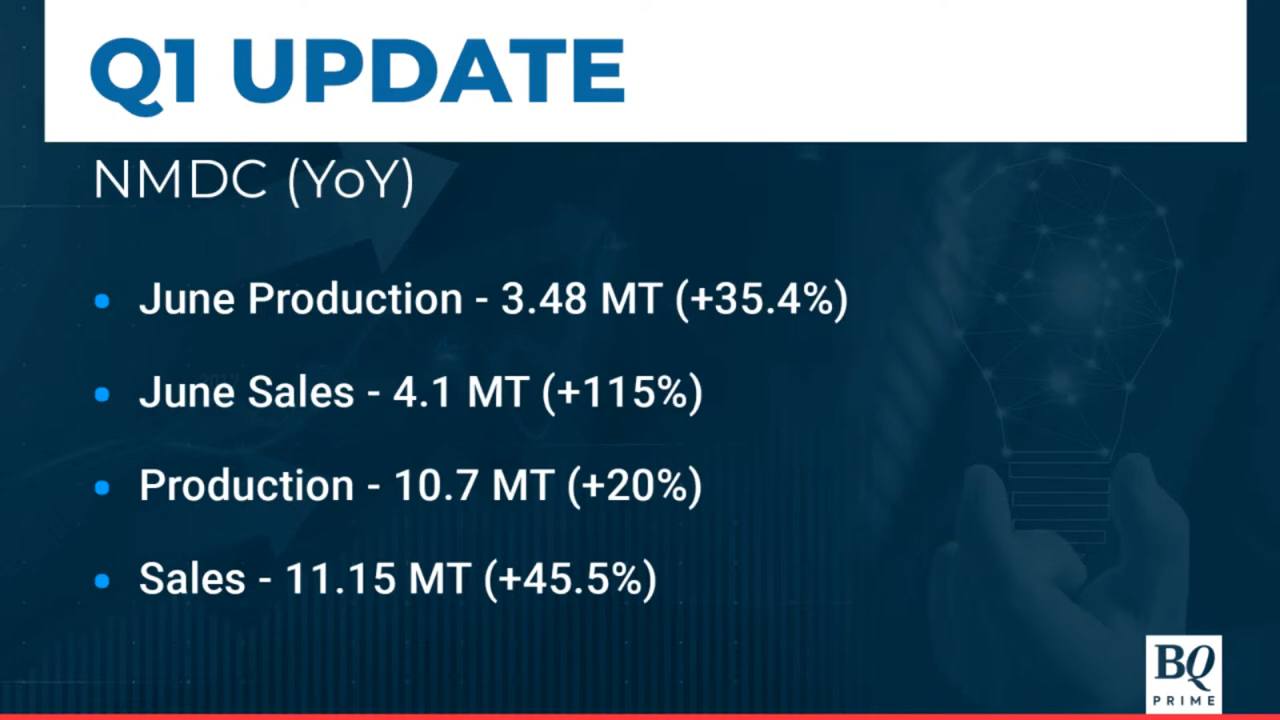 Q1 UPDATE
NMDC (YoY)
• June Production - 3.48 MT (+35.4%)
• June Sales - 4.1 MT (+115%)
• Production - 10.7 MT (+20%)
• Sales - 11.15 MT (+45.5%)
BQ
PRIME